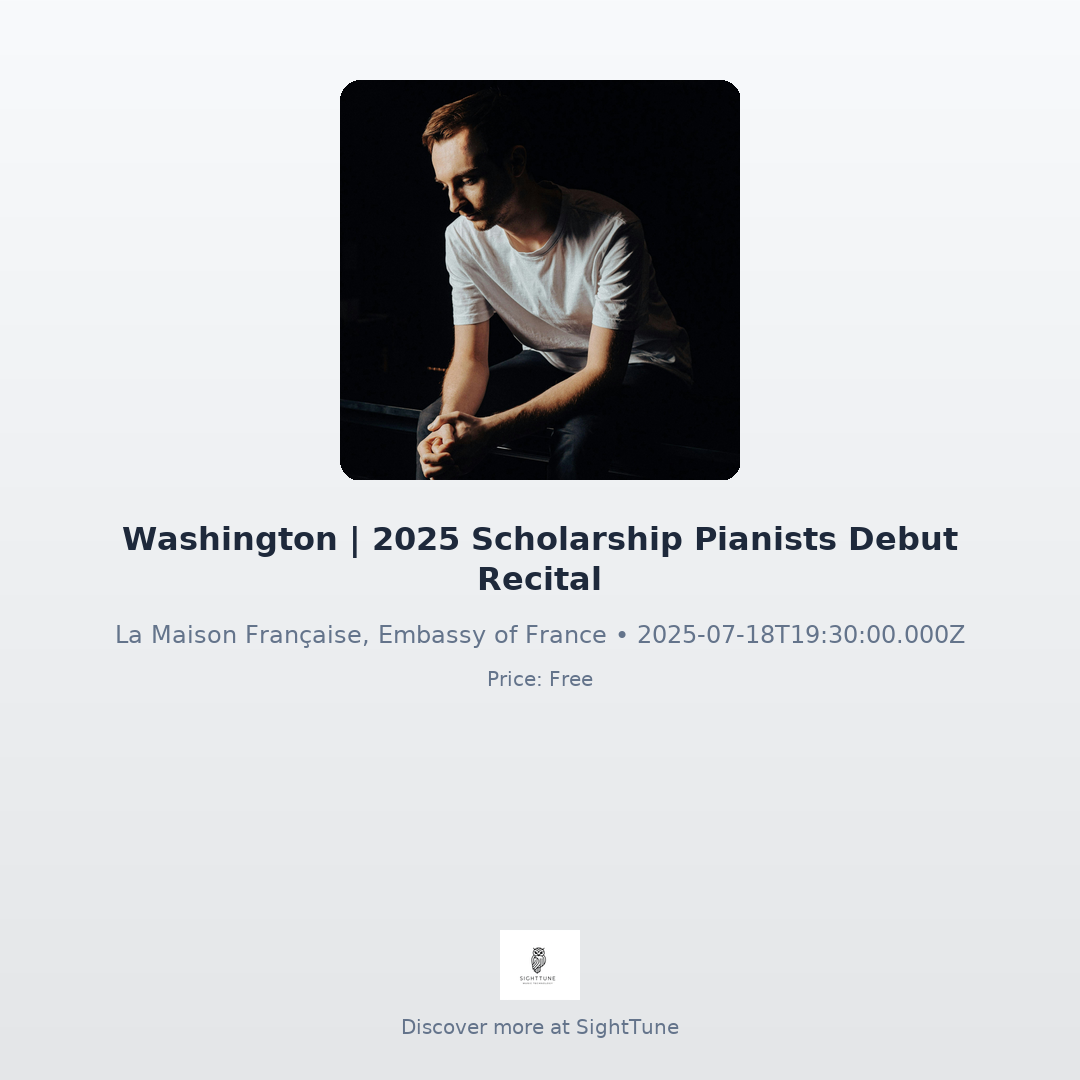 Washington | 2025 Scholarship Pianists Debut
Recital
La Maison Française, Embassy of France • 2025-07-18T19:30:00.000Z
Price: Free
SIGHTTUNE
Discover more at SightTune